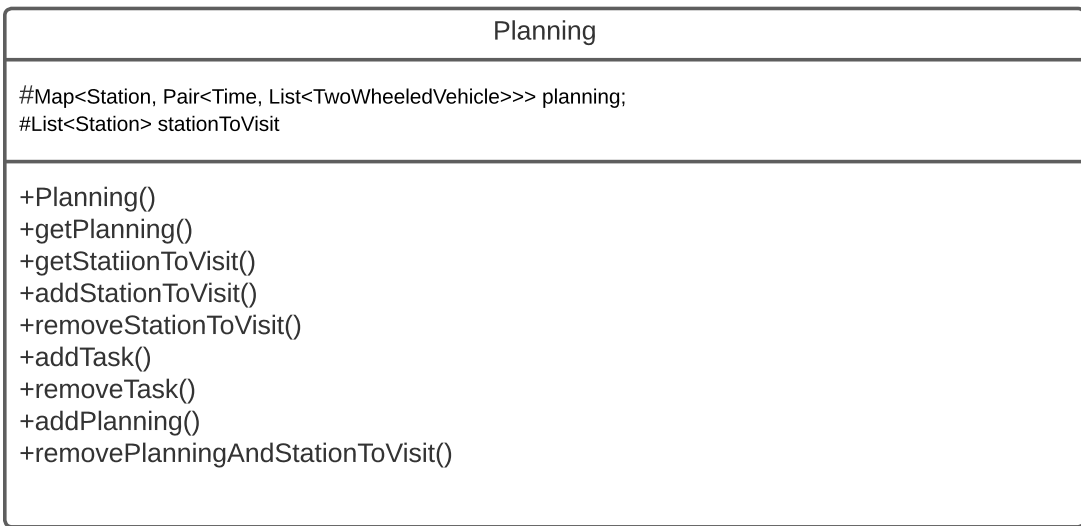 Planning
#Map<Station, Pair<Time, List<TwoWheeledVehicle>>> planning;
#List<Station> stationToVisit
+Planning()
+getPlanning()
+getStatiionToVisit()
+addStationToVisit()
+removeStationToVisit()
+addTask()
+removeTask()
+addPlanning()
+removePlanningAndStationToVisit()